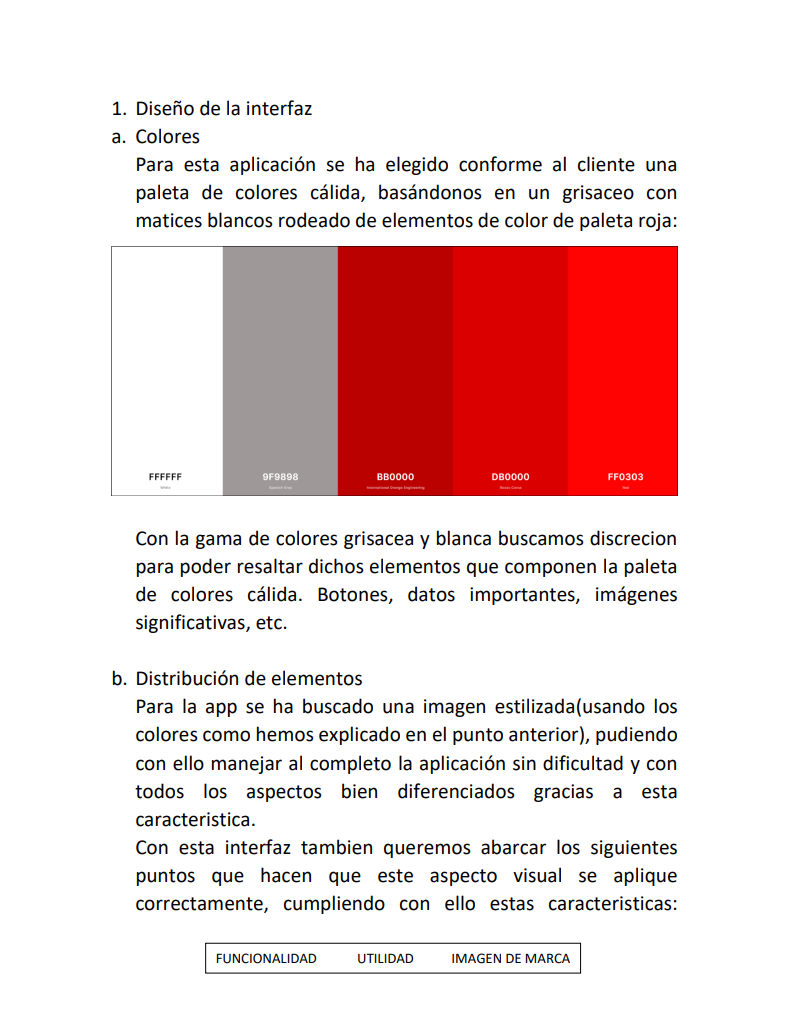 1. Diseño de la interfaz
a. Colores
Para esta aplicación se ha elegido conforme al cliente una
paleta de colores cálida, basándonos en un grisaceo con
matices blancos rodeado de elementos de color de paleta roja:
FFFFFF 9F9898 BB0000 DB0000 FF0303
White Spanish Gray International Orange Engineering Rosso Corsa Red
Con la gama de colores grisacea y blanca buscamos discrecion
para poder resaltar dichos elementos que componen la paleta
de colores cálida. Botones, datos importantes, imágenes
significativas, etc.
b. Distribución de elementos
Para la app se ha buscado una imagen estilizada(usando los
colores como hemos explicado en el punto anterior), pudiendo
con ello manejar al completo la aplicación sin dificultad y con
todos los aspectos bien diferenciados gracias a esta
caracteristica.
Con esta interfaz tambien queremos abarcar los siguientes
puntos que hacen que este aspecto visual se aplique
correctamente, cumpliendo con ello estas caracteristicas:
FUNCIONALIDAD UTILIDAD IMAGEN DE MARCA